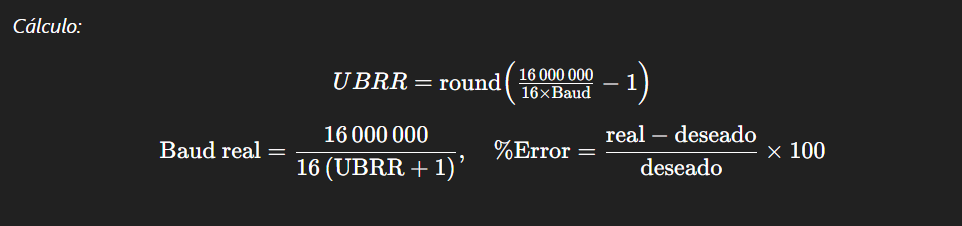 Cálculo:
UBRR = round(16 000 000 / 16×Baud − 1)
Baud real = 16 000 000 / 16 (UBRR + 1), %Error = real − deseado / deseado × 100